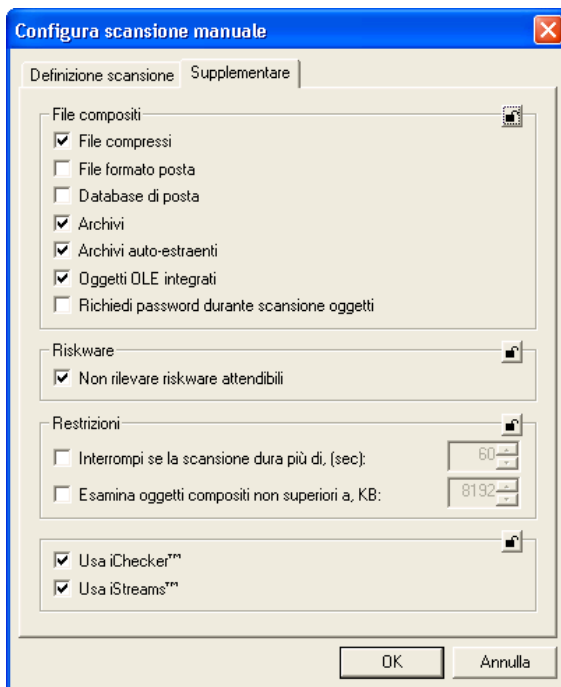 Configura scansione manuale
Definizione scansione Supplementare
File compositi
File compressi
File formato posta
Database di posta
Archivi
Archivi auto-estraenti
Oggetti OLE integrati
Richiedi password durante scansione oggetti
Riskware
Non rilevare riskware attendibili
Restrizioni
Interrompi se la scansione dura più di, (sec): 60
Esamina oggetti compositi non superiori a, KB: 8192
Usa iChecker™
Usa iStreams™
OK Annulla